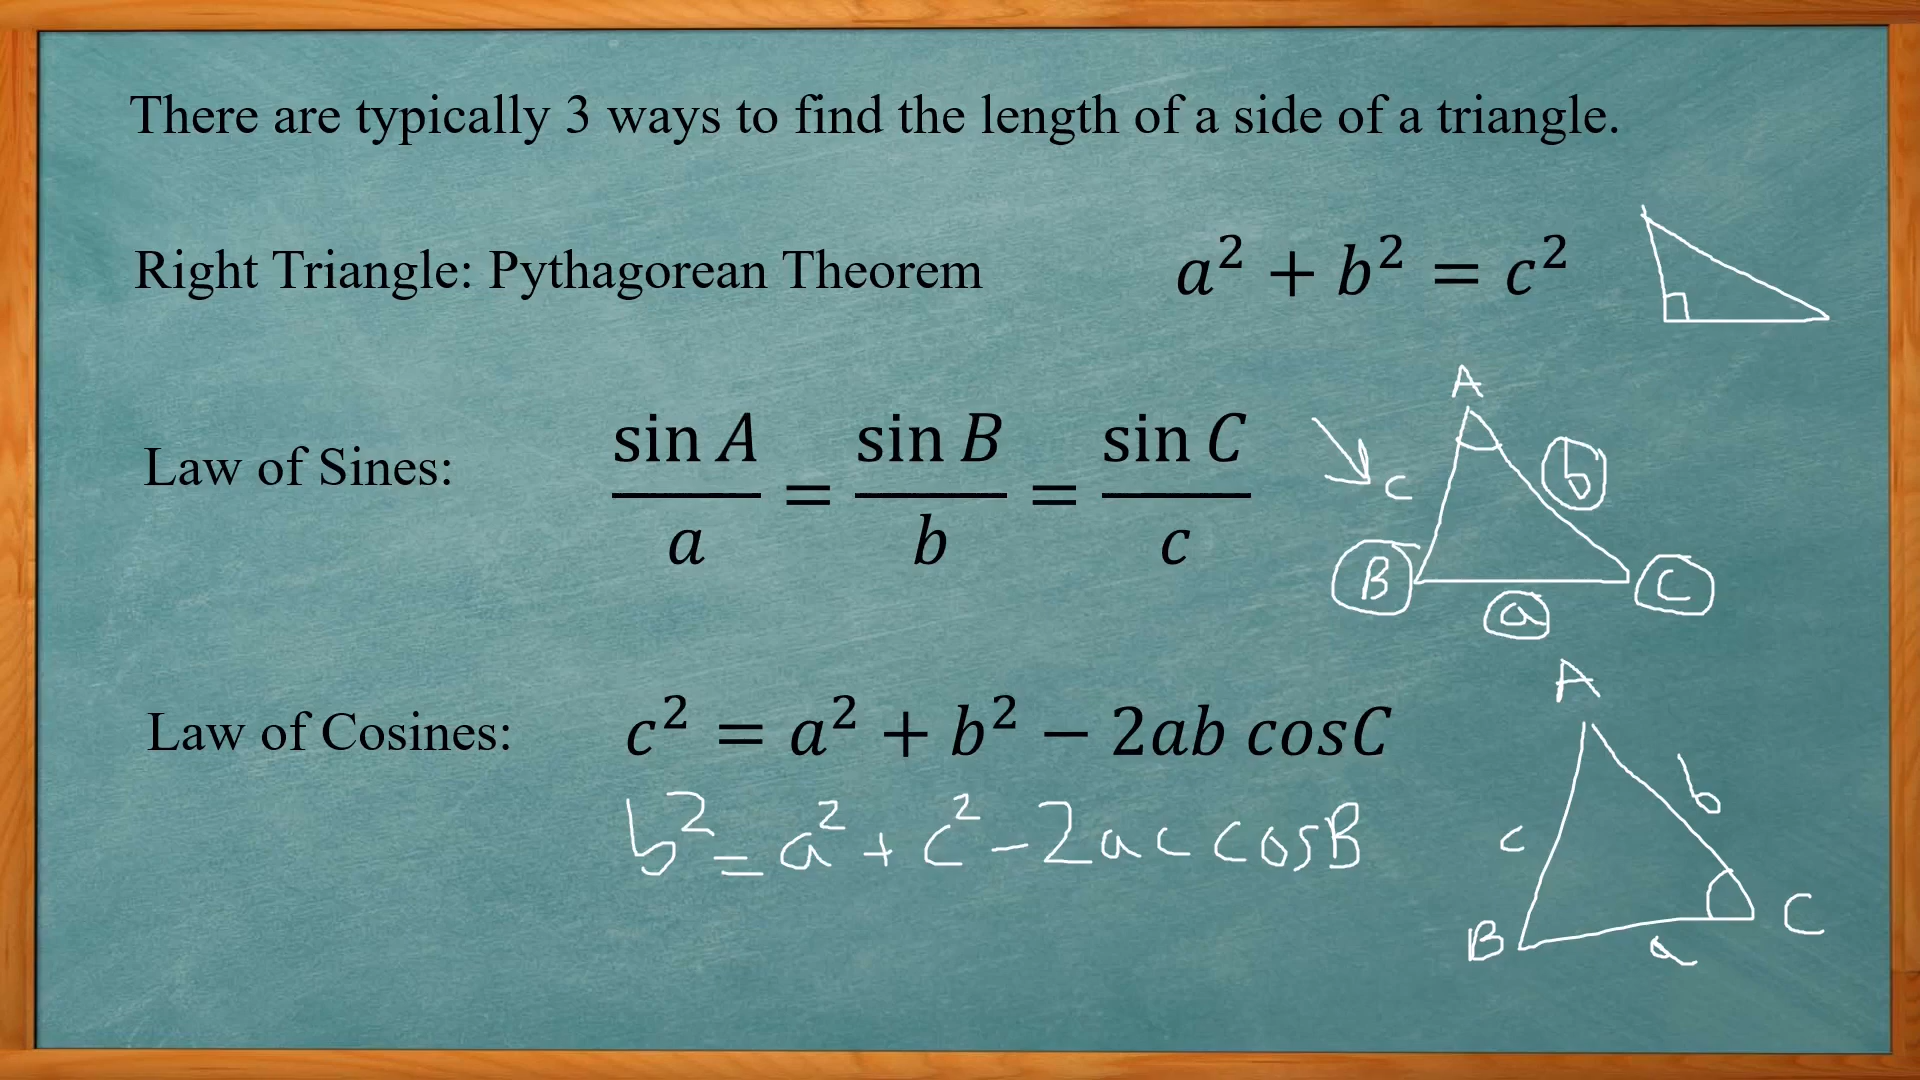 There are typically 3 ways to find the length of a side of a triangle.
Right Triangle: Pythagorean Theorem
a² + b² = c²
Law of Sines:
sin A / a = sin B / b = sin C / c
A
c
b
B
C
a
Law of Cosines:
c² = a² + b² − 2ab cosC
b² = a² + c² − 2ac cosB
A
b
c
B
a
C